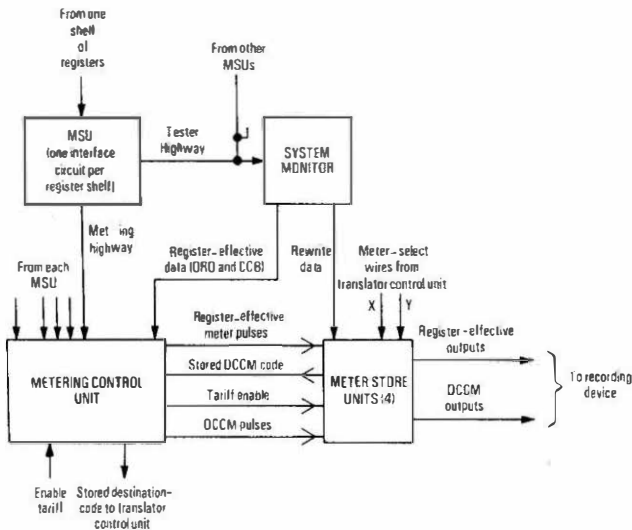 From one
shell
of
registers
From other
MSUs
MSU
(one interface
circuit per
register shelf)
Tester
Highway
SYSTEM
MONITOR
highway
From each
MSU
Register-effective
data (ORO and CCB)
Rewrite
data
Meter-select
wires from
translator control unit
X
Y
Register-effective
meter pulses
Stored DCCM code
Tariff enable
DCCM pulses
METERING CONTROL
UNIT
METER STORE
UNITS (4)
Register-effective
outputs
DCCM
outputs
To recording
device
Enable
tariff
Stored destination-
code to translator
control unit